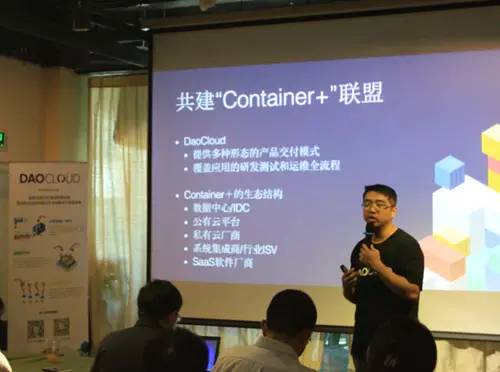 共建“Container+”联盟
DaoCloud
提供多种形态的产品交付模式
覆盖应用的研发测试和运维全流程
Container+的生态结构
数据中心/IDC
公有云平台
私有云厂商
系统集成商/行业ISV
SaaS软件厂商
DAOCLOUD